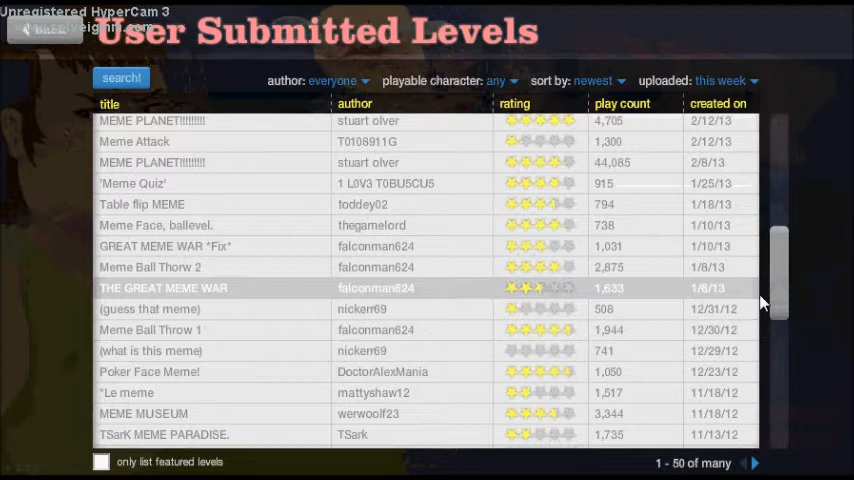 Unregistered HyperCam 3
User Submitted Levels
search!
author: everyone playable character: any sort by: newest uploaded: this week
title author rating play count created on
MEME PLANET!!!!!!!!! stuart olver 4,705 2/12/13
Meme Attack T0108911G 1,300 2/12/13
MEME PLANET!!!!!!!!! stuart olver 44,085 2/8/13
'Meme Quiz' 1 L0V3 T0BU5CU5 915 1/25/13
Table flip MEME toddey02 794 1/18/13
Meme Face, ballevel. thegamelord 738 1/10/13
GREAT MEME WAR *Fix* falconman624 1,031 1/10/13
Meme Ball Thorw 2 falconman624 2,875 1/8/13
THE GREAT MEME WAR falconman624 1,633 1/6/13
(guess that meme) nickerr69 508 12/31/12
Meme Ball Throw 1 falconman624 1,944 12/30/12
(what is this meme) nickerr69 741 12/29/12
Poker Face Meme! DoctorAlexMania 1,050 12/23/12
*Le meme mattyshaw12 1,517 11/18/12
MEME MUSEUM werwoolf23 3,344 11/18/12
TSarK MEME PARADISE. TSark 1,735 11/13/12
only list featured levels 1 - 50 of many